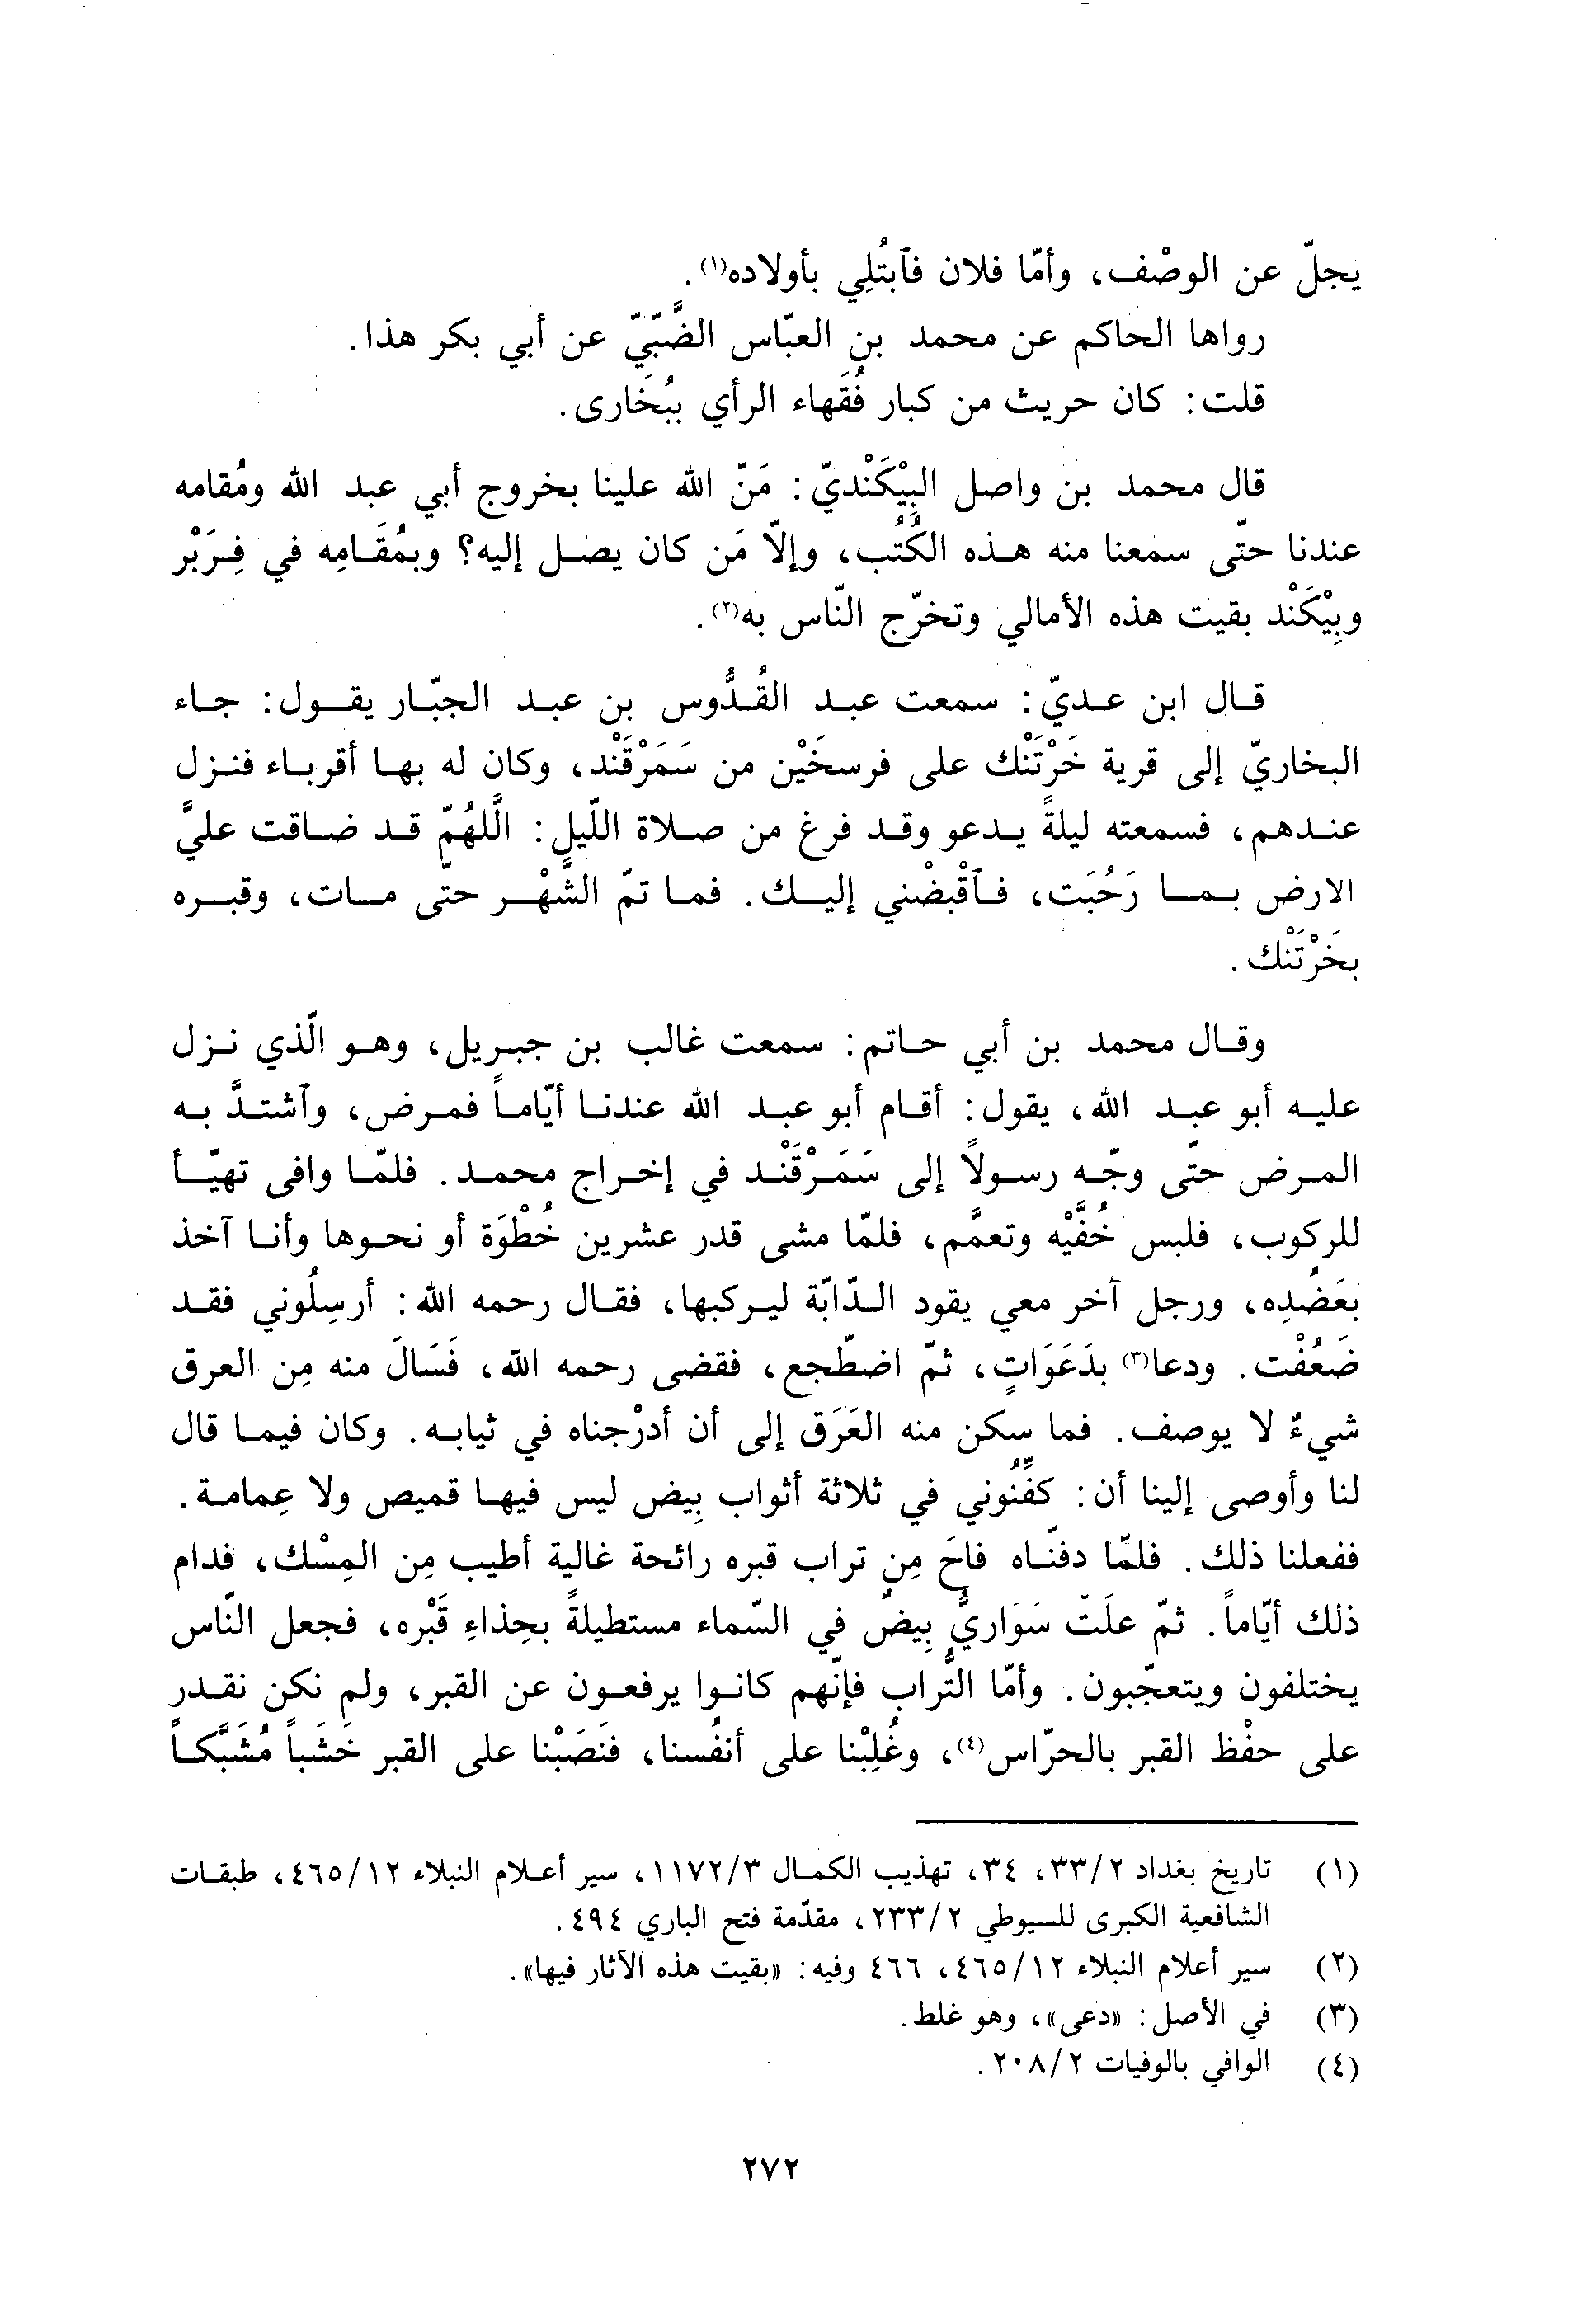 يجلّ عن الوصْف، وأمّا فلان فٱبتُلِي بأولاده(١).
رواها الحاكم عن محمد بن العبّاس الضَّبّيّ عن أبي بكر هذا.
قلت: كان حريث من كبار فُقَهاء الرأي ببُخَارى.
قال محمد بن واصل البِيْكَنْديّ: مَنّ الله علينا بخروج أبي عبد الله ومُقامه
عندنا حتّى سمعنا منه هذه الكُتُب، وإلاّ مَن كان يصل إليه؟ وبمُقَامِه في فِرَبْر
وبِيْكَنْد بقيت هذه الأمالي وتخرّج النّاس به(٢).
قال ابن عديّ: سمعت عبد القُدُّوس بن عبد الجبّار يقول: جاء
البخاريّ إلى قرية خَرْتَنْك على فرسخَيْن من سَمَرْقَنْد، وكان له بها أقرباء فنزل
عندهم، فسمعته ليلةً يدعو وقد فرغ من صلاة اللّيل: الَّلهُمّ قد ضاقت عليَّ
الارض بما رَحُبَت، فٱقْبضْني إليك. فما تمّ الشَّهْر حتّى مات، وقبره
بخَرْتَنْك.
وقال محمد بن أبي حاتم: سمعت غالب بن جبريل، وهو الّذي نزل
عليه أبو عبد الله، يقول: أقام أبو عبد الله عندنا أيّاماً فمرض، وٱشتدَّ به
المرض حتّى وجّه رسولاً إلى سَمَرْقَنْد في إخراج محمد. فلمّا وافى تهيّأ
للركوب، فلبس خُفَّيْه وتعمَّم، فلمّا مشى قدر عشرين خُطْوَة أو نحوها وأنا آخذ
بعَضُدِه، ورجل آخر معي يقود الدّابّة ليركبها، فقال رحمه الله: أرسِلُوني فقد
ضَعُفْت. ودعا(٣) بدَعَوَاتٍ، ثمّ اضطّجع، فقضى رحمه الله، فَسَالَ منه مِن العرق
شيءٌ لا يوصف. فما سكن منه العَرَق إلى أن أدرْجناه في ثيابه. وكان فيما قال
لنا وأوصى إلينا أن: كفِّنُوني في ثلاثة أثواب بِيض ليس فيها قميص ولا عِمامة.
ففعلنا ذلك. فلمّا دفنّاه فاحَ مِن تراب قبره رائحة غالية أطيب مِن المِسْك، فدام
ذلك أيّاماً. ثمّ علَتْ سَوَاريٌّ بِيضٌ في السّماء مستطيلةً بحِذاءِ قَبْره، فجعل النّاس
يختلفون ويتعجّبون. وأمّا التُّراب فإنّهم كانوا يرفعون عن القبر، ولم نكن نقدر
على حفْظ القبر بالحرّاس(٤)، وغُلِبْنا على أنفُسنا، فنَصَبْنا على القبر خَشَباً مُشَبَّكاً
(١) تاريخ بغداد ٣٣/٢، ٣٤، تهذيب الكمال ١١٧٢/٣، سير أعلام النبلاء ٤٦٥/١٢، طبقات
الشافعية الكبرى للسيوطي ٢٣٣/٢، مقدّمة فتح الباري ٤٩٤.
(٢) سير أعلام النبلاء ٤٦٥/١٢، ٤٦٦ وفيه: «بقيت هذه الآثار فيها».
(٣) في الأصل: «دعى»، وهو غلط.
(٤) الوافي بالوفيات ٢٠٨/٢.
٢٧٢